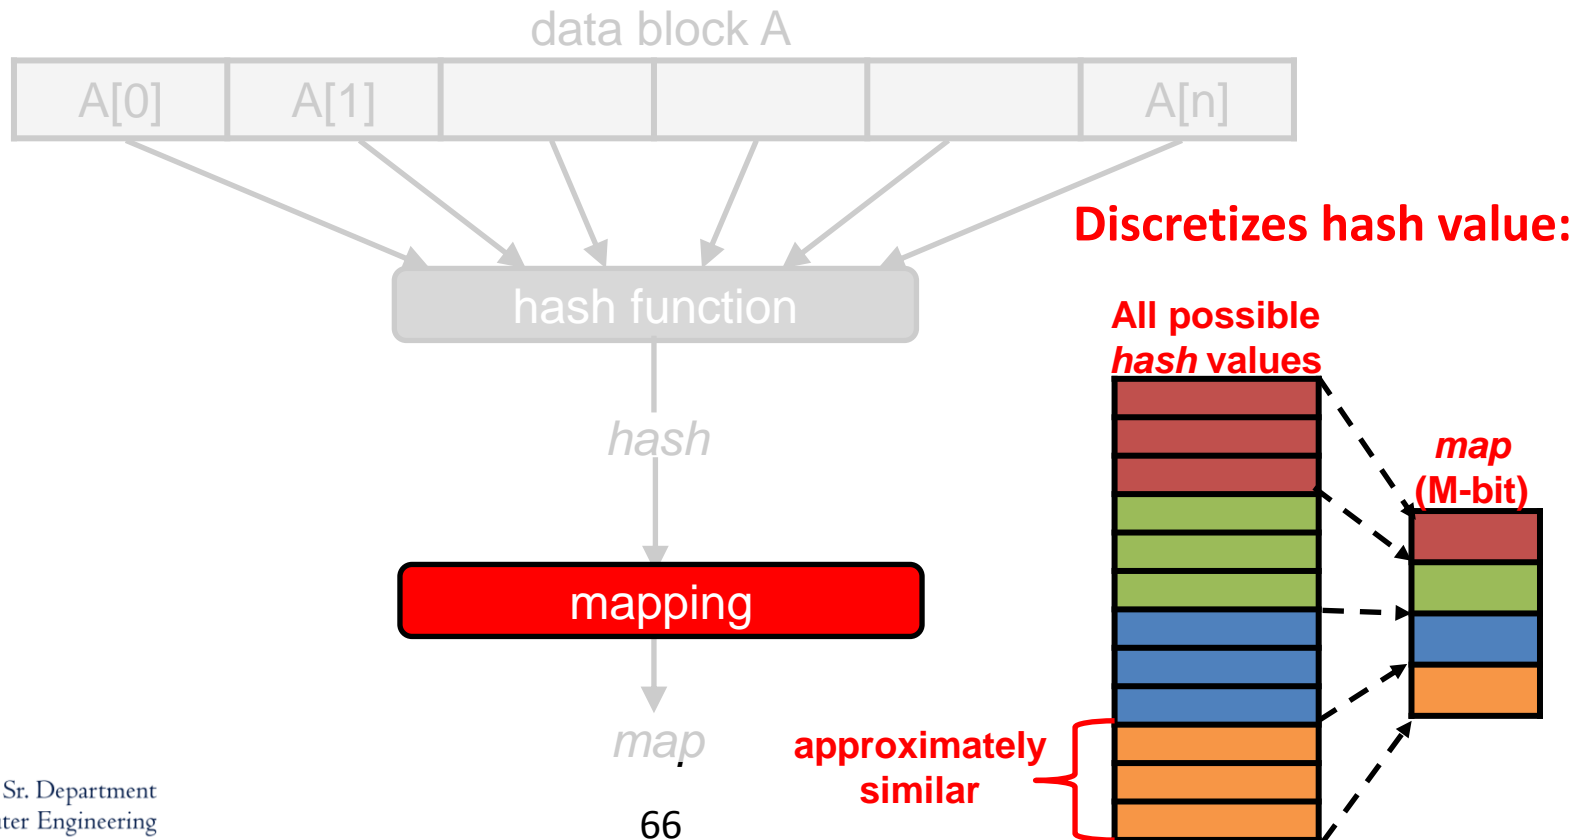 data block A
A[0] A[1] A[n]
Discretizes hash value:
hash function
All possible
hash values
hash
map
(M-bit)
mapping
map
approximately
similar
Sr. Department
ter Engineering
66